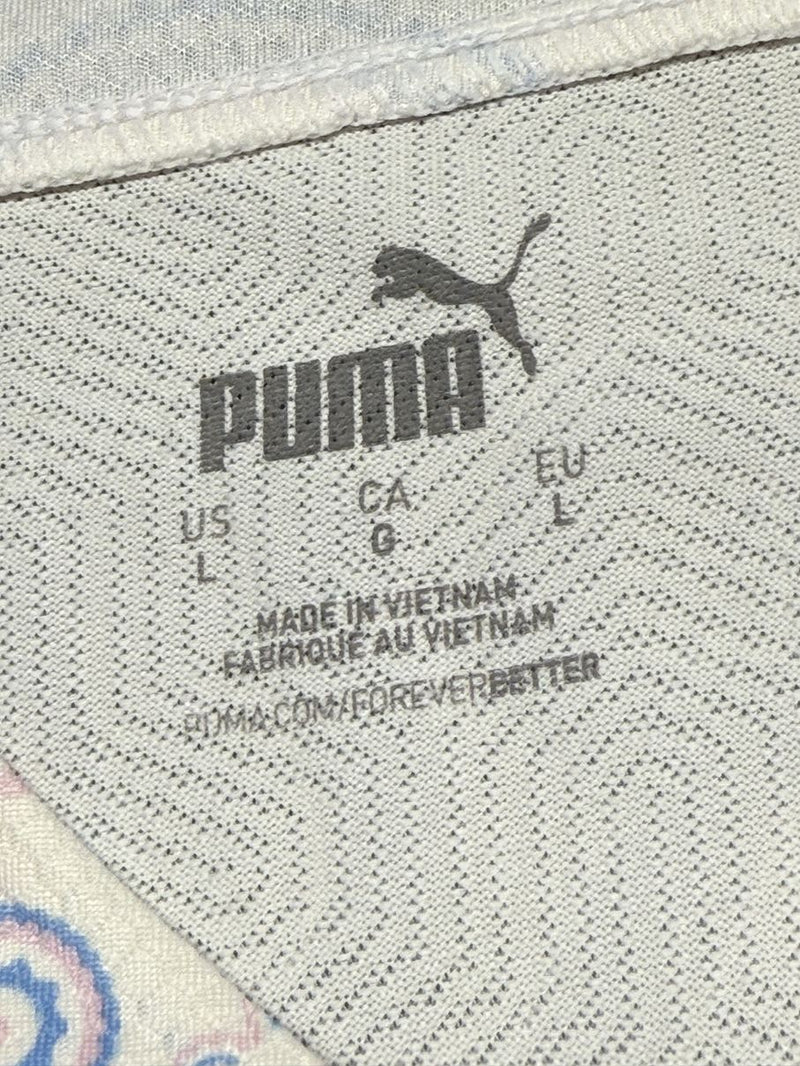 PUMA
US CA EU
L G L
MADE IN VIETNAM
FABRIQUÉ AU VIETNAM
PUMA.COM/FOREVERBETTER